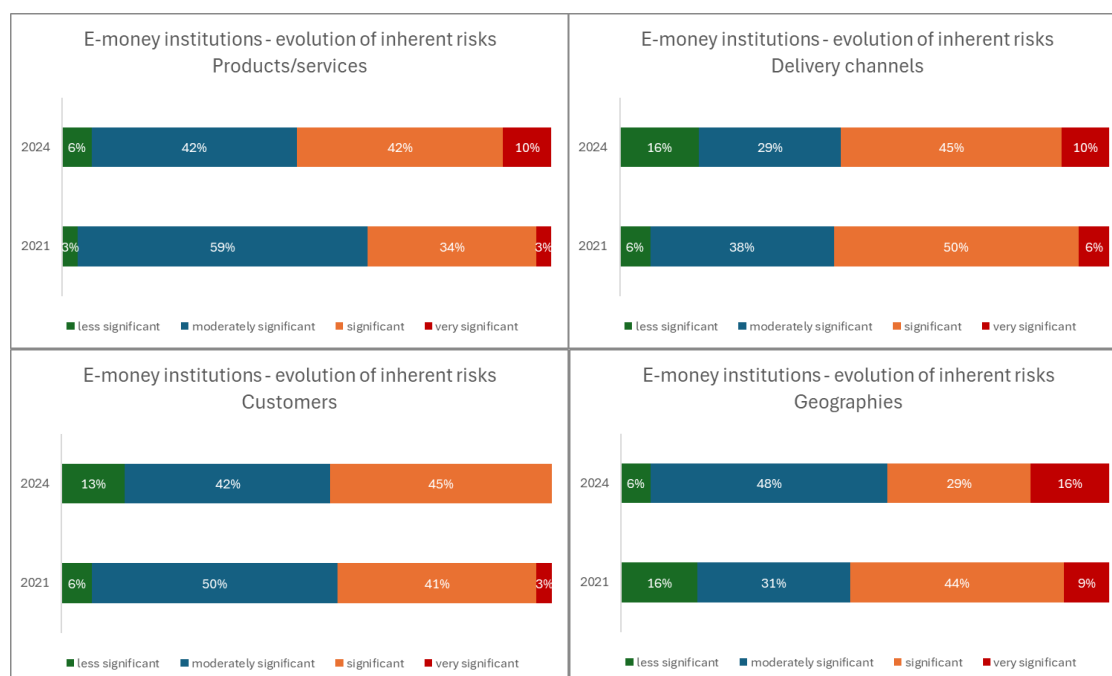 E-money institutions - evolution of inherent risks
Products/services
2024 6% 42% 42% 10%
2021 3% 59% 34% 3%
less significant moderately significant significant very significant
E-money institutions - evolution of inherent risks
Delivery channels
2024 16% 29% 45% 10%
2021 6% 38% 50% 6%
less significant moderately significant significant very significant
E-money institutions - evolution of inherent risks
Customers
2024 13% 42% 45%
2021 6% 50% 41% 3%
less significant moderately significant significant very significant
E-money institutions - evolution of inherent risks
Geographies
2024 6% 48% 29% 16%
2021 16% 31% 44% 9%
less significant moderately significant significant very significant